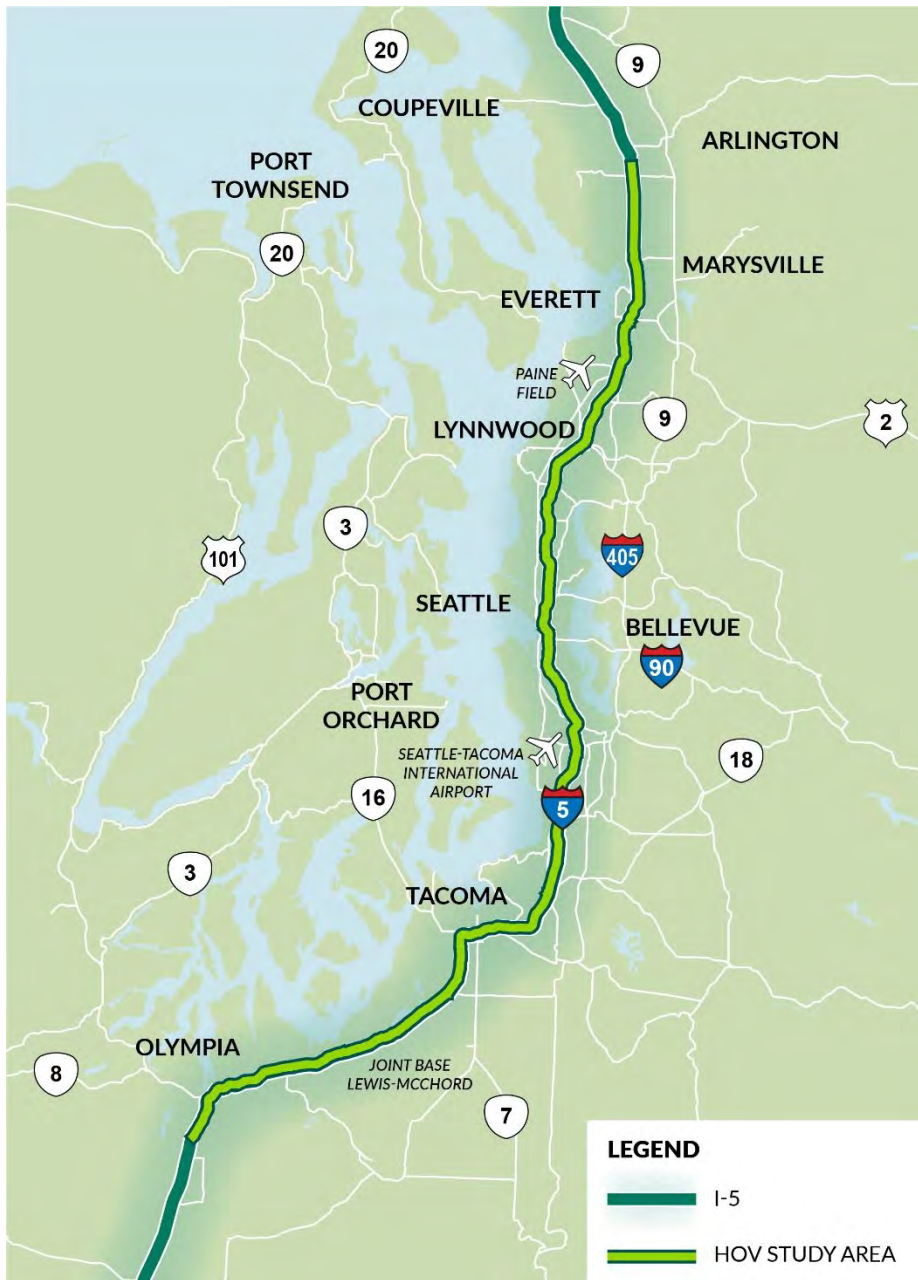 20
9
COUPEVILLE
ARLINGTON
PORT
TOWNSEND
20
MARYSVILLE
EVERETT
PAINE
FIELD
9
2
LYNNWOOD
3
101
405
SEATTLE
BELLEVUE
90
PORT
ORCHARD
SEATTLE-TACOMA
INTERNATIONAL
AIRPORT
18
16
5
3
TACOMA
OLYMPIA
JOINT BASE
LEWIS-MCCHORD
8
7
LEGEND
I-5
HOV STUDY AREA